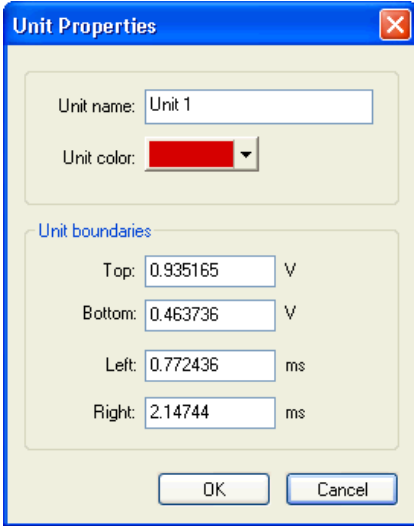 Unit Properties
Unit name: Unit 1
Unit color:
Unit boundaries
Top: 0.935165 V
Bottom: 0.463736 V
Left: 0.772436 ms
Right: 2.14744 ms
OK Cancel